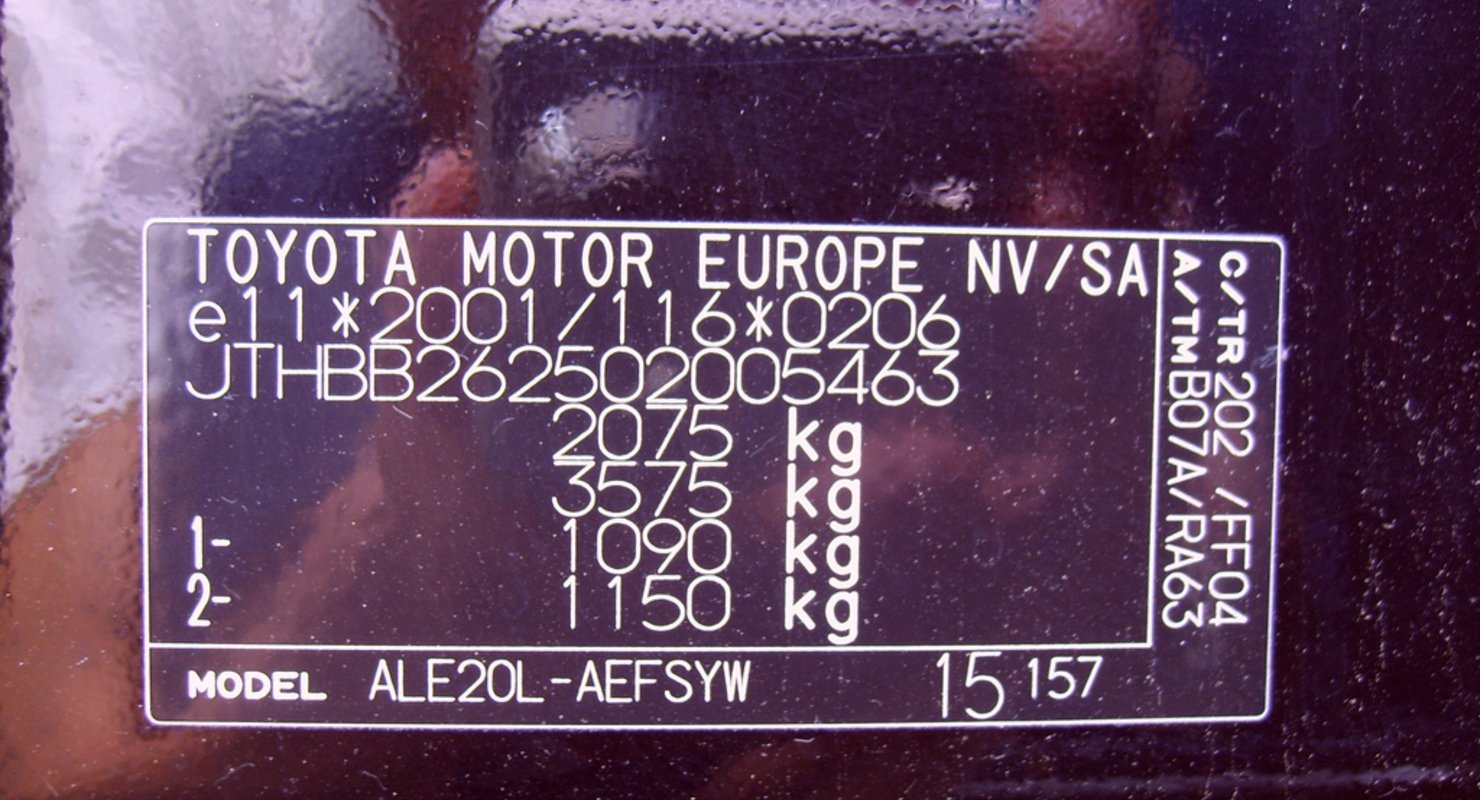 TOYOTA MOTOR EUROPE NV/SA
e11*2001/116*0206
JTHBB262502005463
2075 kg
3575 kg
1- 1090 kg
2- 1150 kg
MODEL ALE20L-AEFSYW 15 157
C/TR 202 /FF04
A/TM B07A/RA63